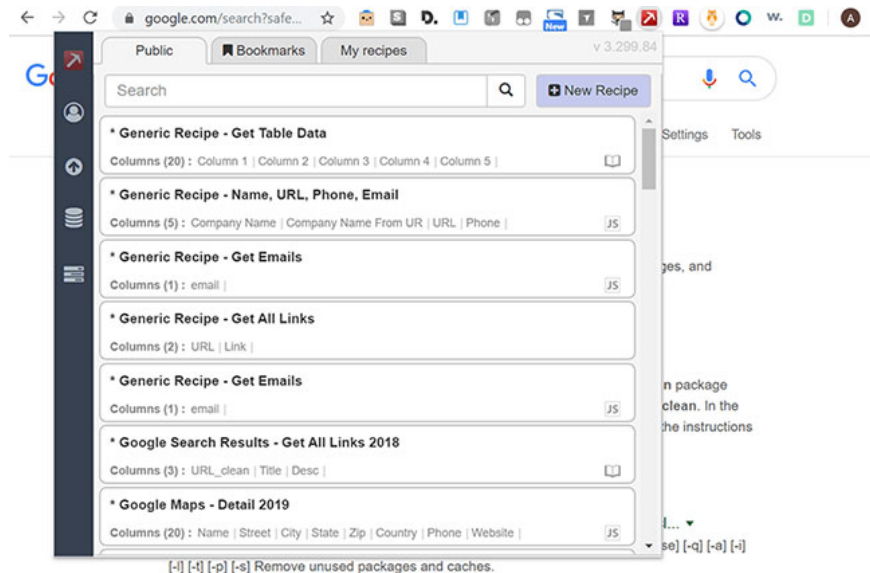 google.com/search?safe...
New
D.
R
w.
D
A
Public
Bookmarks
My recipes
v 3.299.84
Search
New Recipe
Settings
Tools
* Generic Recipe - Get Table Data
Columns (20) : Column 1 | Column 2 | Column 3 | Column 4 | Column 5 |
* Generic Recipe - Name, URL, Phone, Email
Columns (5) : Company Name | Company Name From UR | URL | Phone |
JS
ges, and
* Generic Recipe - Get Emails
Columns (1) : email |
JS
* Generic Recipe - Get All Links
Columns (2) : URL | Link |
* Generic Recipe - Get Emails
Columns (1) : email |
JS
n package
clean. In the
the instructions
* Google Search Results - Get All Links 2018
Columns (3) : URL_clean | Title | Desc |
* Google Maps - Detail 2019
Columns (20) : Name | Street | City | State | Zip | Country | Phone | Website |
JS
se] [-q] [-a] [-i]
[-l] [-t] [-p] [-s] Remove unused packages and caches.